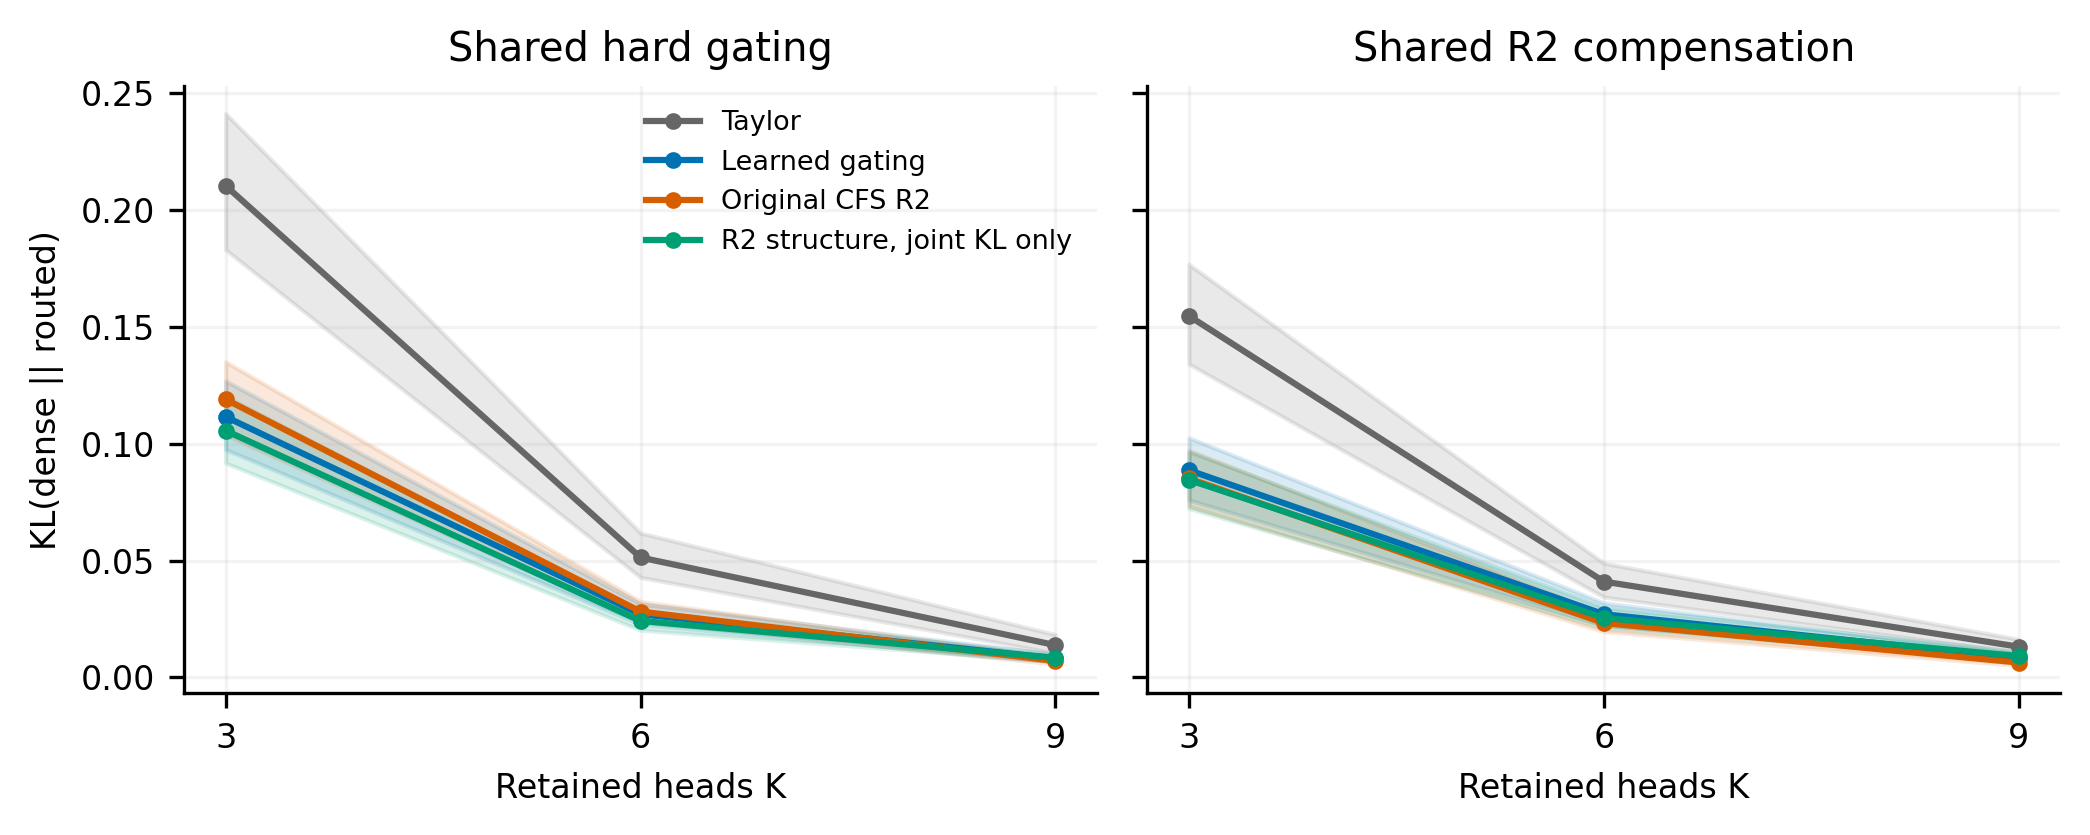 Shared hard gating
Shared R2 compensation
KL(dense || routed)
0.25
0.20
0.15
0.10
0.05
0.00
Taylor
Learned gating
Original CFS R2
R2 structure, joint KL only
3 6 9
3 6 9
Retained heads K
Retained heads K